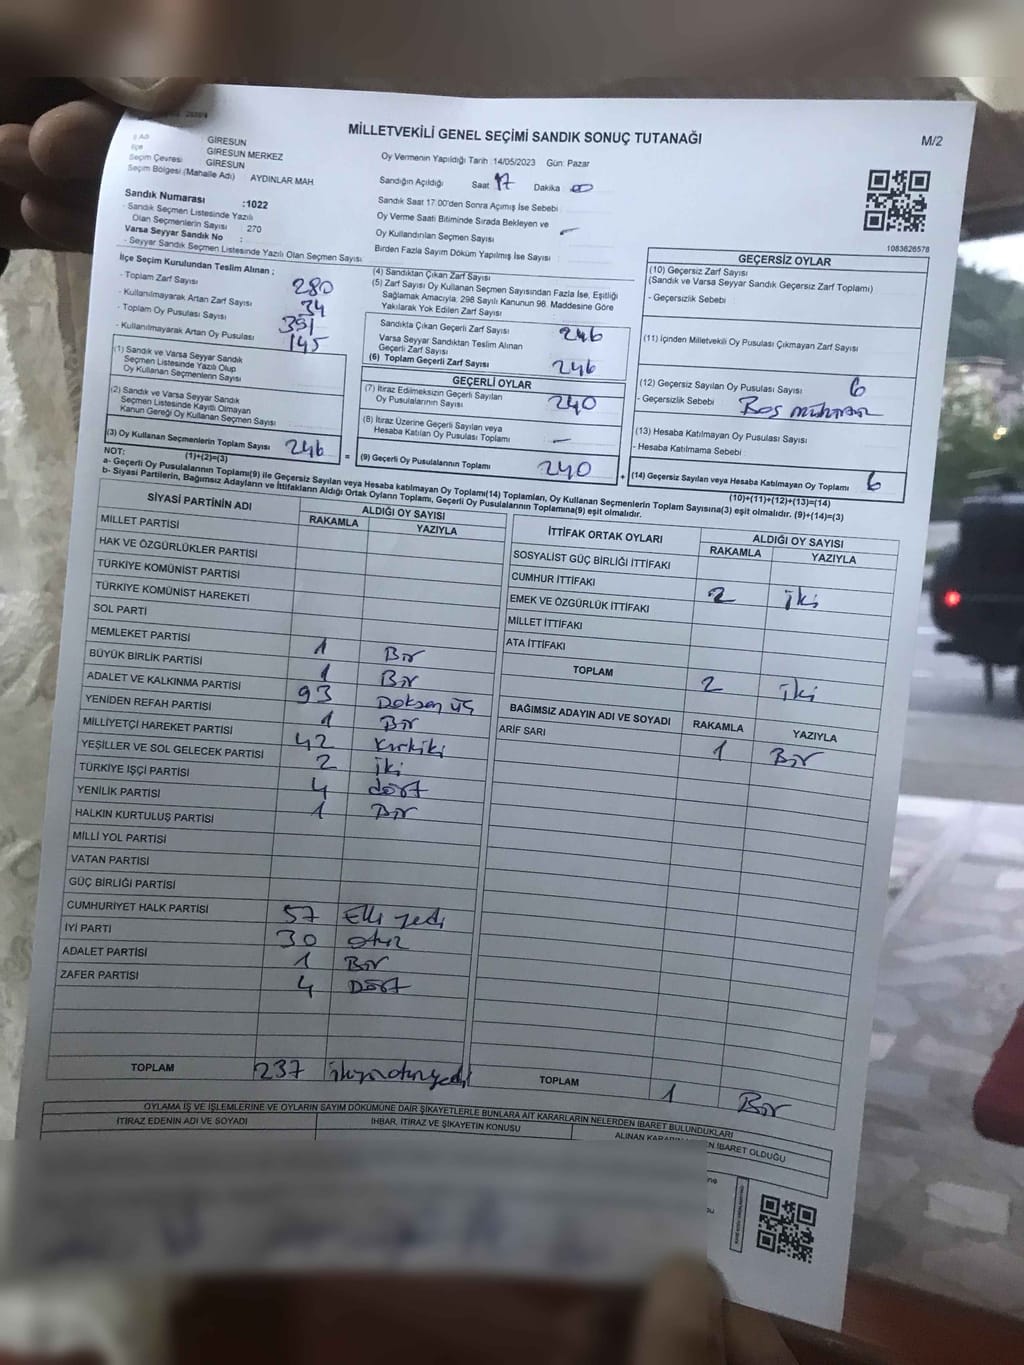 MİLLETVEKİLİ GENEL SEÇİMİ SANDIK SONUÇ TUTANAĞI
M/2
İl Adı : GİRESUN
İlçe : GİRESUN MERKEZ
Seçim Çevresi : GİRESUN
Seçim Bölgesi (Mahalle Adı) : AYDINLAR MAH
Sandık Numarası :1022
- Sandık Seçmen Listesinde Yazılı
Olan Seçmenlerin Sayısı : 270
Varsa Seyyar Sandık No :
- Seyyar Sandık Seçmen Listesinde Yazılı Olan Seçmen Sayısı
Oy Vermenin Yapıldığı Tarih :14/05/2023 Gün: Pazar
Sandığın Açıldığı Saat 17 Dakika 00
Sandık Saat 17:00'den Sonra Açımış İse Sebebi :
Oy Verme Saati Bitiminde Sırada Bekleyen ve
Oy Kullandırılan Seçmen Sayısı : -
Birden Fazla Sayım Döküm Yapılmış İse Sayısı :
1083626578
İlçe Seçim Kurulundan Teslim Alınan ;
- Toplam Zarf Sayısı 280
- Kullanılmayarak Artan Zarf Sayısı 34
- Toplam Oy Pusulası Sayısı 391
- Kullanılmayarak Artan Oy Pusulası 145
(1) Sandık ve Varsa Seyyar Sandık
Seçmen Listesinde Yazılı Olup
Oy Kullanan Seçmenlerin Sayısı
(2) Sandık ve Varsa Seyyar Sandık
Seçmen Listesinde Kayıtlı Olmayan
Kanun Gereği Oy Kullanan Seçmen Sayısı
(3) Oy Kullanan Seçmenlerin Toplam Sayısı 246
(1)+(2)=(3)
(4) Sandıktan Çıkan Zarf Sayısı
(5) Zarf Sayısı Oy Kullanan Seçmen Sayısından Fazla İse, Eşitliği
Sağlamak Amacıyla, 298 Sayılı Kanunun 98. Maddesine Göre
Yakılarak Yok Edilen Zarf Sayısı
Sandıkta Çıkan Geçerli Zarf Sayısı 246
Varsa Seyyar Sandıktan Teslim Alınan
Geçerli Zarf Sayısı
(6) Toplam Geçerli Zarf Sayısı 246
GEÇERLİ OYLAR
(7) İtiraz Edilmeksizin Geçerli Sayılan
Oy Pusulalarının Sayısı 240
(8) İtiraz Üzerine Geçerli Sayılan veya
Hesaba Katılan Oy Pusulası Toplamı -
= (9) Geçerli Oy Pusulalarının Toplamı 240
GEÇERSİZ OYLAR
(10) Geçersiz Zarf Sayısı
(Sandık ve Varsa Seyyar Sandık Geçersiz Zarf Toplamı)
- Geçersizlik Sebebi :
(11) İçinden Milletvekili Oy Pusulası Çıkmayan Zarf Sayısı
(12) Geçersiz Sayılan Oy Pusulası Sayısı 6
- Geçersizlik Sebebi : Boş
(13) Hesaba Katılmayan Oy Pusulası Sayısı
- Hesaba Katılmama Sebebi :
+ (14) Geçersiz Sayılan veya Hesaba Katılmayan Oy Toplamı 6
(10)+(11)+(12)+(13)=(14)
NOT:
a- Geçerli Oy Pusulalarının Toplamı(9) ile Geçersiz Sayılan veya Hesaba katılmayan Oy Toplamı(14) Toplamları, Oy Kullanan Seçmenlerin Toplam Sayısına(3) eşit olmalıdır. (9)+(14)=(3)
b- Siyasi Partilerin, Bağımsız Adayların ve İttifakların Aldığı Ortak Oyların Toplamı, Geçerli Oy Pusulalarının Toplamına(9) eşit olmalıdır.
SİYASİ PARTİNİN ADI ALDIĞI OY SAYISI
RAKAMLA YAZIYLA
MİLLET PARTİSİ
HAK VE ÖZGÜRLÜKLER PARTİSİ
TÜRKİYE KOMÜNİST PARTİSİ
TÜRKİYE KOMÜNİST HAREKETİ
SOL PARTİ
MEMLEKET PARTİSİ 1 Bir
BÜYÜK BİRLİK PARTİSİ 1 Bir
ADALET VE KALKINMA PARTİSİ 93 Doksan üç
YENİDEN REFAH PARTİSİ 1 Bir
MİLLİYETÇİ HAREKET PARTİSİ 42 Kırkiki
YEŞİLLER VE SOL GELECEK PARTİSİ 2 iki
TÜRKİYE İŞÇİ PARTİSİ 4 dört
YENİLİK PARTİSİ 1 Bir
HALKIN KURTULUŞ PARTİSİ
MİLLİ YOL PARTİSİ
VATAN PARTİSİ
GÜÇ BİRLİĞİ PARTİSİ
CUMHURİYET HALK PARTİSİ 57 Elli yedi
İYİ PARTİ 30 otuz
ADALET PARTİSİ 1 Bir
ZAFER PARTİSİ 4 Dört
TOPLAM 237 ikiyüzotuzyedi
İTTİFAK ORTAK OYLARI ALDIĞI OY SAYISI
RAKAMLA YAZIYLA
SOSYALİST GÜÇ BİRLİĞİ İTTİFAKI
CUMHUR İTTİFAKI 2 iki
EMEK VE ÖZGÜRLÜK İTTİFAKI
MİLLET İTTİFAKI
ATA İTTİFAKI
TOPLAM 2 iki
BAĞIMSIZ ADAYIN ADI VE SOYADI RAKAMLA YAZIYLA
ARİF SARI 1 Bir
TOPLAM 1 Bir
OYLAMA İŞ VE İŞLEMLERİNE VE OYLARIN SAYIM DÖKÜMÜNE DAİR ŞİKAYETLERLE BUNLARA AİT KARARLARIN NELERDEN İBARET BULUNDUKLARI
İTİRAZ EDENİN ADI VE SOYADI
İHBAR, İTİRAZ VE ŞİKAYETİN KONUSU
ALINAN İBARET OLDUĞU